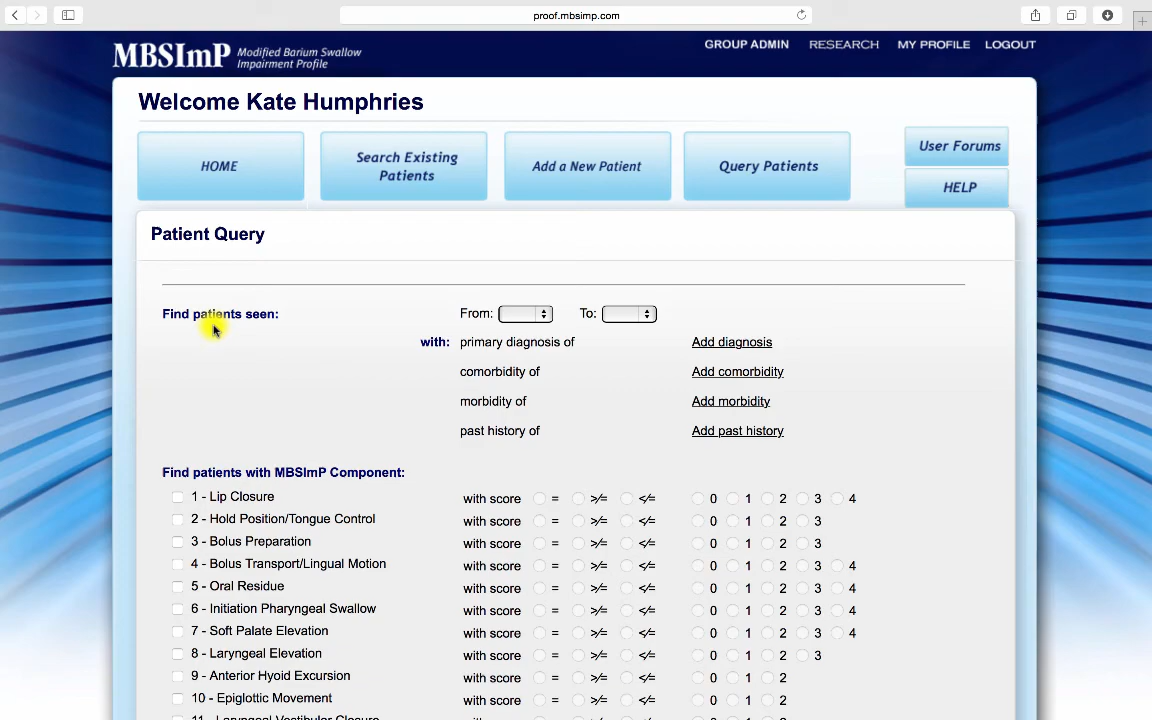 proof.mbsimp.com
MBSImP Modified Barium Swallow
Impairment Profile
GROUP ADMIN RESEARCH MY PROFILE LOGOUT
Welcome Kate Humphries
HOME
Search Existing
Patients
Add a New Patient
Query Patients
User Forums
HELP
Patient Query
Find patients seen: From: To:
with: primary diagnosis of Add diagnosis
comorbidity of Add comorbidity
morbidity of Add morbidity
past history of Add past history
Find patients with MBSImP Component:
1 - Lip Closure with score = >/= </= 0 1 2 3 4
2 - Hold Position/Tongue Control with score = >/= </= 0 1 2 3
3 - Bolus Preparation with score = >/= </= 0 1 2 3
4 - Bolus Transport/Lingual Motion with score = >/= </= 0 1 2 3 4
5 - Oral Residue with score = >/= </= 0 1 2 3 4
6 - Initiation Pharyngeal Swallow with score = >/= </= 0 1 2 3 4
7 - Soft Palate Elevation with score = >/= </= 0 1 2 3 4
8 - Laryngeal Elevation with score = >/= </= 0 1 2 3
9 - Anterior Hyoid Excursion with score = >/= </= 0 1 2
10 - Epiglottic Movement with score = >/= </= 0 1 2
11 - Laryngeal Vestibular Closure